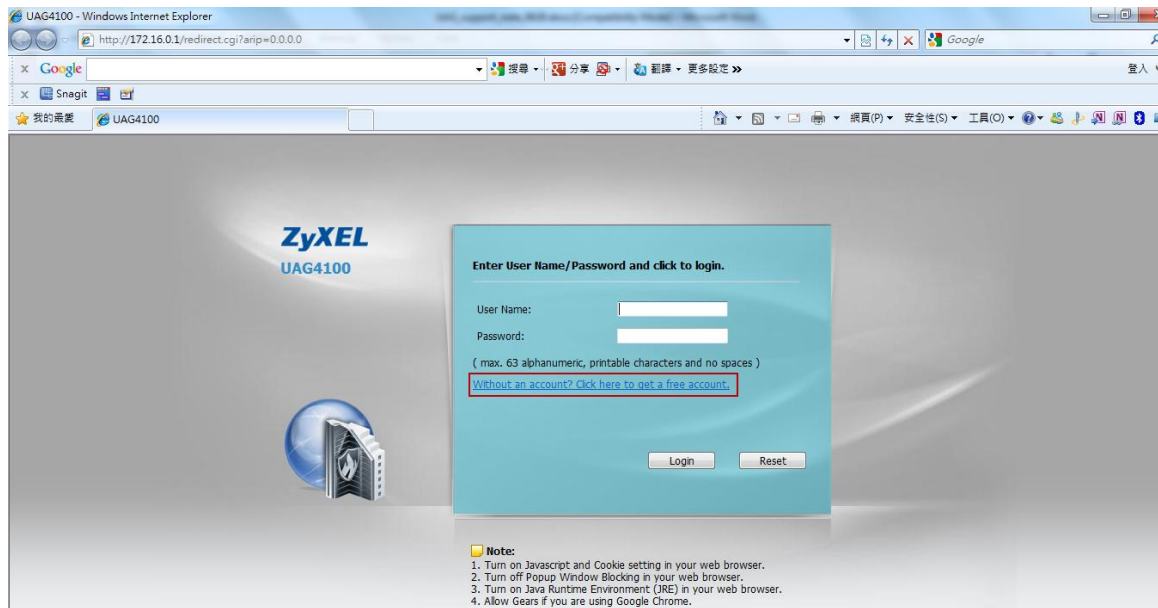 UAG4100 - Windows Internet Explorer
http://172.16.0.1/redirect.cgi?arip=0.0.0.0
Google
x Google 搜尋 分享 翻譯 更多設定 » 登入
x Snagit
我的最愛 UAG4100 網頁(P) 安全性(S) 工具(O)
ZyXEL
UAG4100
Enter User Name/Password and click to login.
User Name:
Password:
( max. 63 alphanumeric, printable characters and no spaces )
Without an account? Click here to get a free account.
Login Reset
Note:
1. Turn on Javascript and Cookie setting in your web browser.
2. Turn off Popup Window Blocking in your web browser.
3. Turn on Java Runtime Environment (JRE) in your web browser.
4. Allow Gears if you are using Google Chrome.